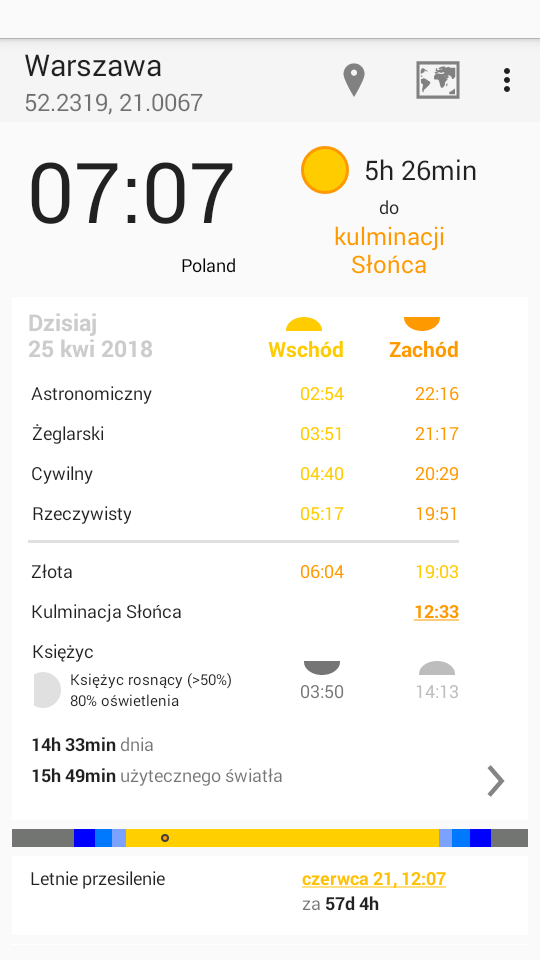 Warszawa
52.2319, 21.0067
07:07
Poland
5h 26min
do
kulminacji
Słońca
Dzisiaj
25 kwi 2018
Wschód
Zachód
Astronomiczny 02:54 22:16
Żeglarski 03:51 21:17
Cywilny 04:40 20:29
Rzeczywisty 05:17 19:51
Złota 06:04 19:03
Kulminacja Słońca 12:33
Księżyc
Księżyc rosnący (>50%)
80% oświetlenia
03:50 14:13
14h 33min dnia
15h 49min użytecznego światła
Letnie przesilenie czerwca 21, 12:07
za 57d 4h